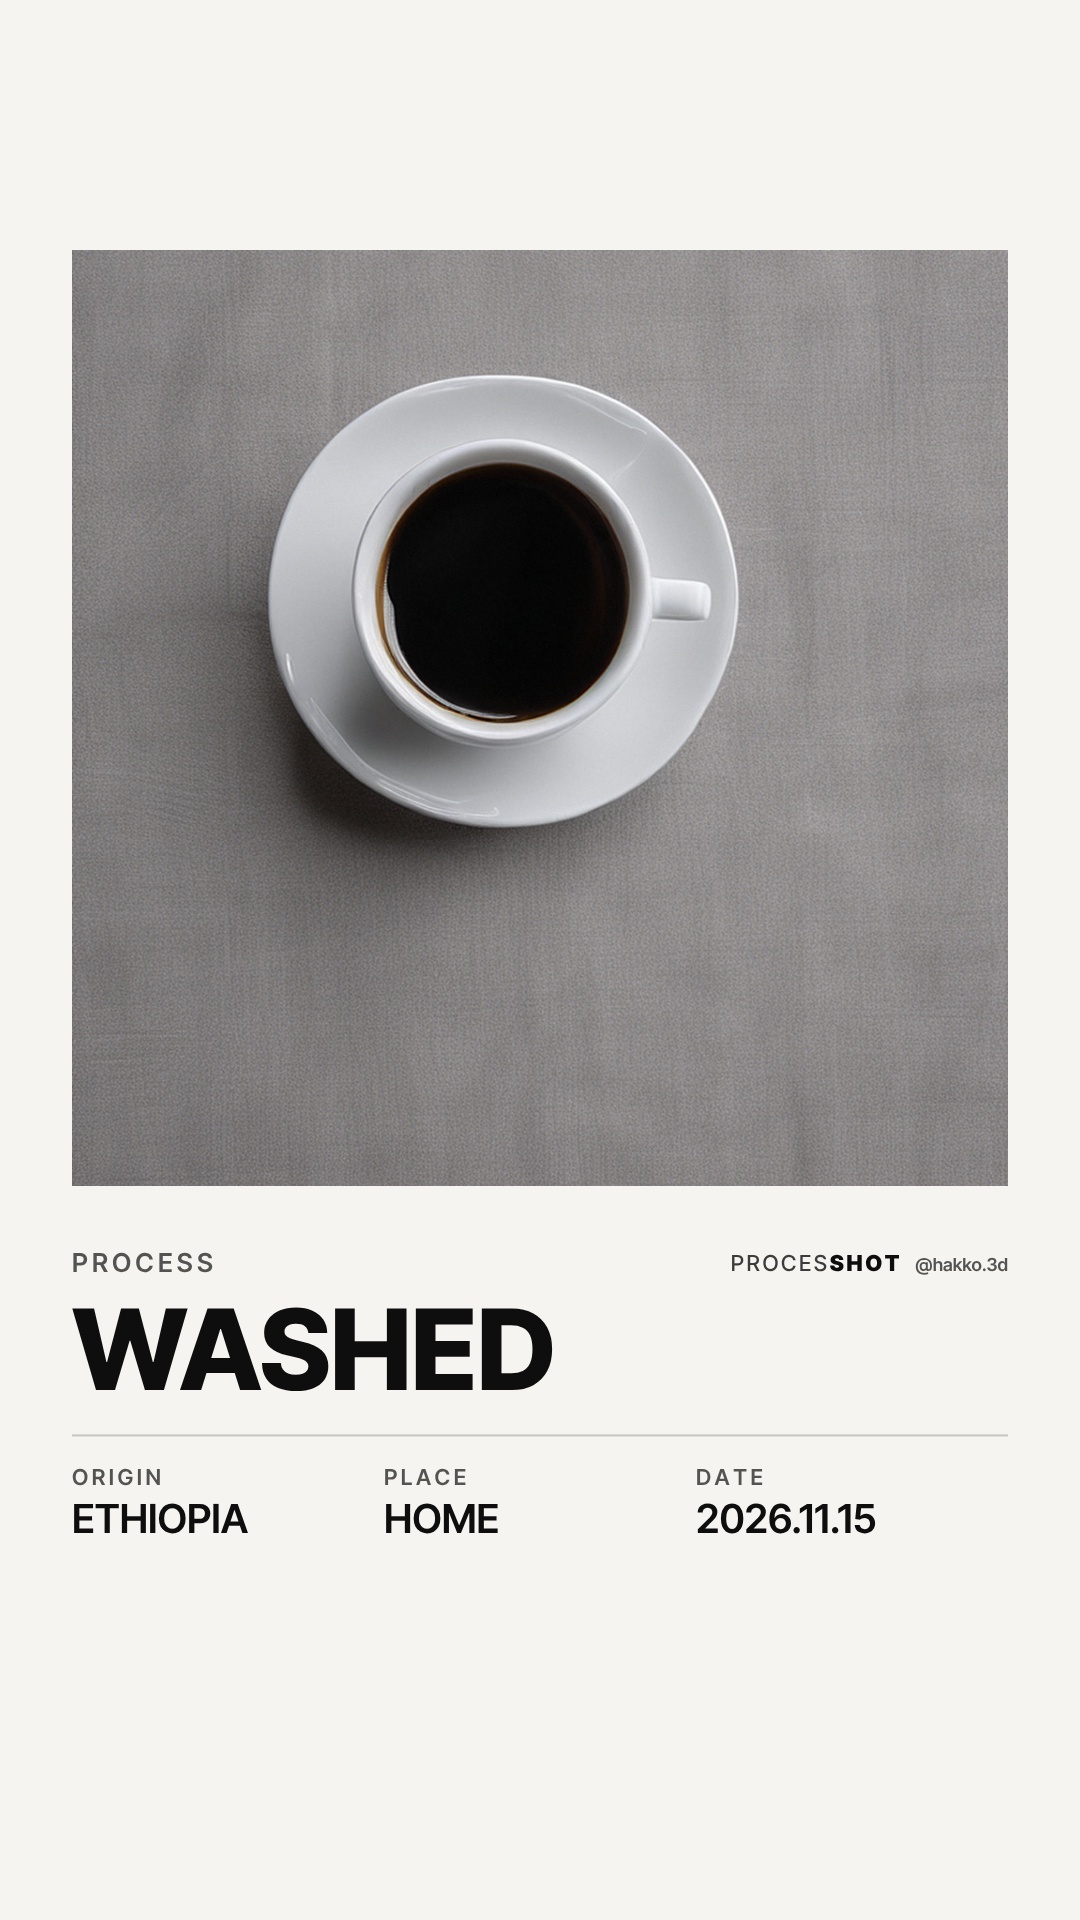 PROCESS
PROCESSHOT @hakko.3d
WASHED
ORIGIN
ETHIOPIA
PLACE
HOME
DATE
2026.11.15